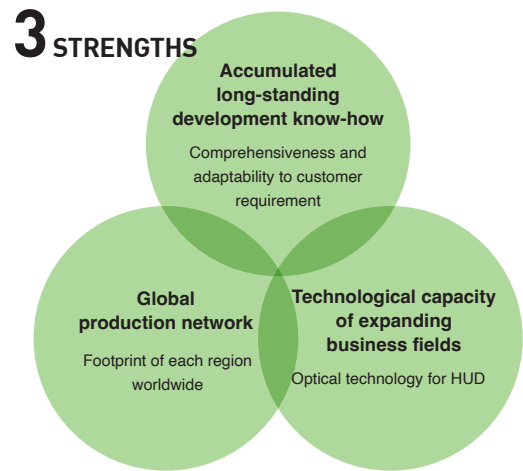 3 STRENGTHS
Accumulated
long-standing
development know-how
Comprehensiveness and
adaptability to customer
requirement
Global
production network
Footprint of each region
worldwide
Technological capacity
of expanding
business fields
Optical technology for HUD